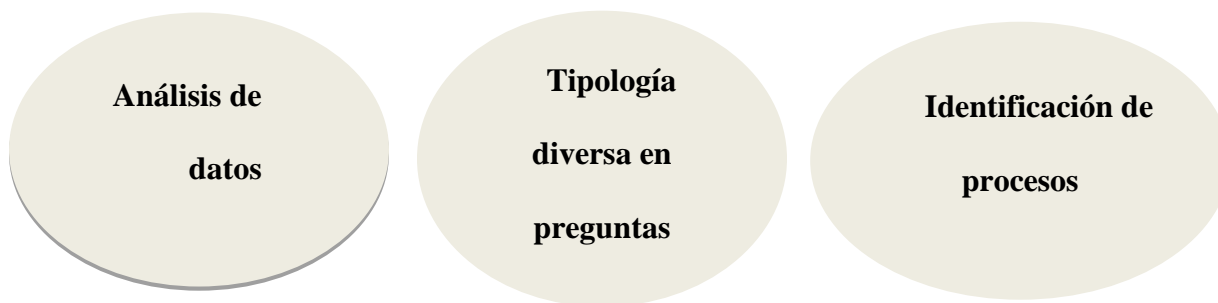 Análisis de
datos
Tipología
diversa en
preguntas
Identificación de
procesos